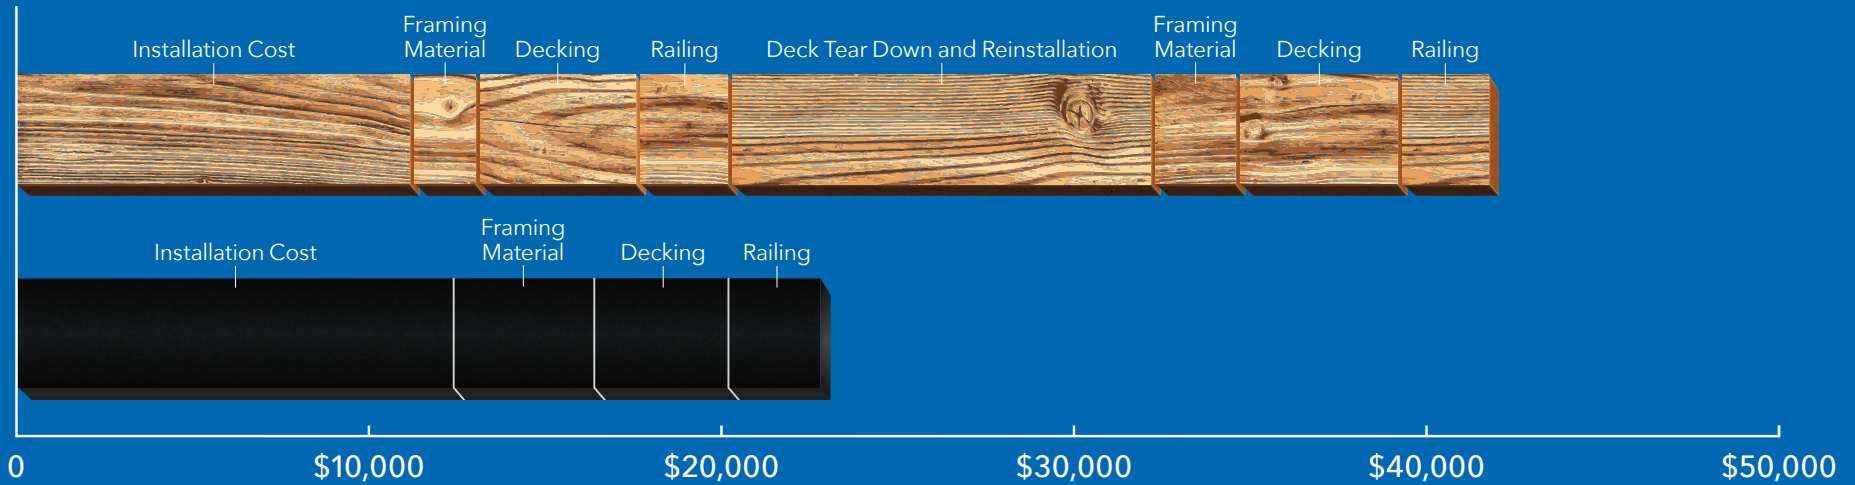 Installation Cost
Framing
Material
Decking
Railing
Deck Tear Down and Reinstallation
Framing
Material
Decking
Railing
Installation Cost
Framing
Material
Decking
Railing
0
$10,000
$20,000
$30,000
$40,000
$50,000